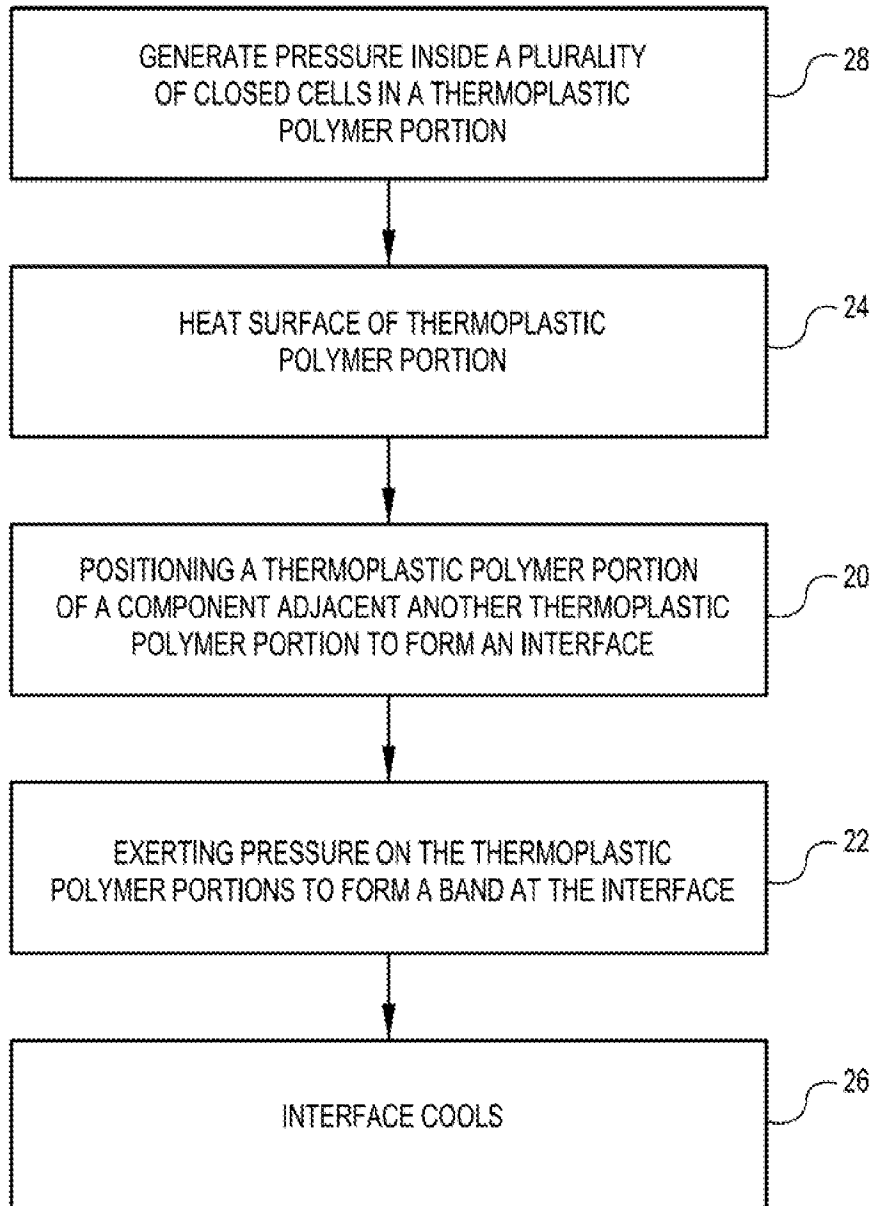 GENERATE PRESSURE INSIDE A PLURALITY
OF CLOSED CELLS IN A THERMOPLASTIC
POLYMER PORTION
28
HEAT SURFACE OF THERMOPLASTIC
POLYMER PORTION
24
POSITIONING A THERMOPLASTIC POLYMER PORTION
OF A COMPONENT ADJACENT ANOTHER THERMOPLASTIC
POLYMER PORTION TO FORM AN INTERFACE
20
EXERTING PRESSURE ON THE THERMOPLASTIC
POLYMER PORTIONS TO FORM A BAND AT THE INTERFACE
22
INTERFACE COOLS
26